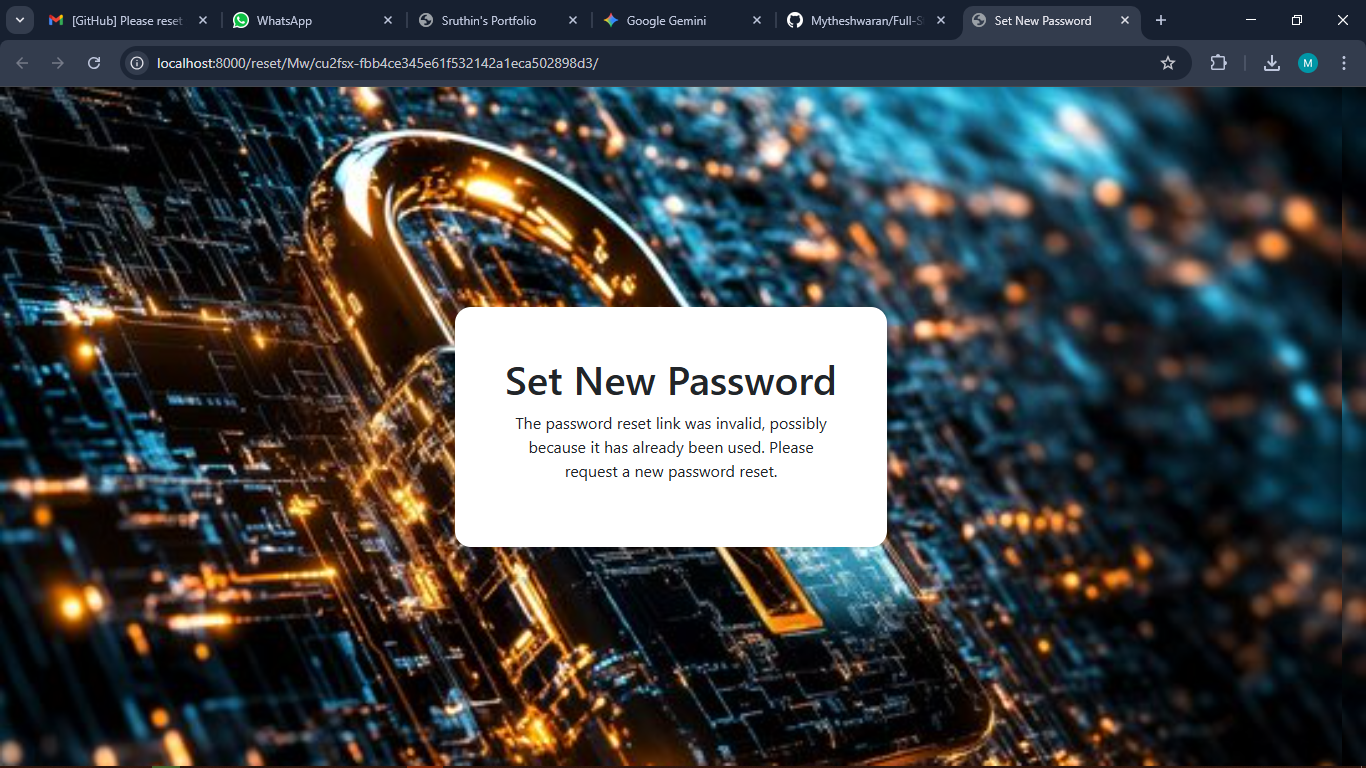 [GitHub] Please reset
WhatsApp
Sruthin's Portfolio
Google Gemini
Mytheshwaran/Full-S
Set New Password
localhost:8000/reset/Mw/cu2fsx-fbb4ce345e61f532142a1eca502898d3/
M
Set New Password
The password reset link was invalid, possibly
because it has already been used. Please
request a new password reset.